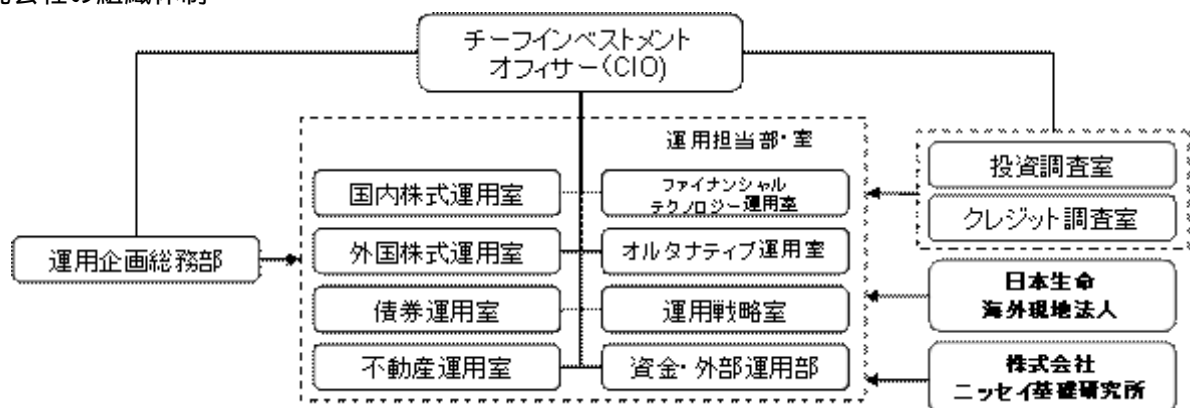 チーフインベストメント
オフィサー(CIO)
運用担当部・室
国内株式運用室
ファイナンシャル
テクノロジー運用室
投資調査室
クレジット調査室
運用企画総務部
外国株式運用室
オルタナティブ運用室
債券運用室
運用戦略室
日本生命
海外現地法人
不動産運用室
資金・外部運用部
株式会社
ニッセイ基礎研究所